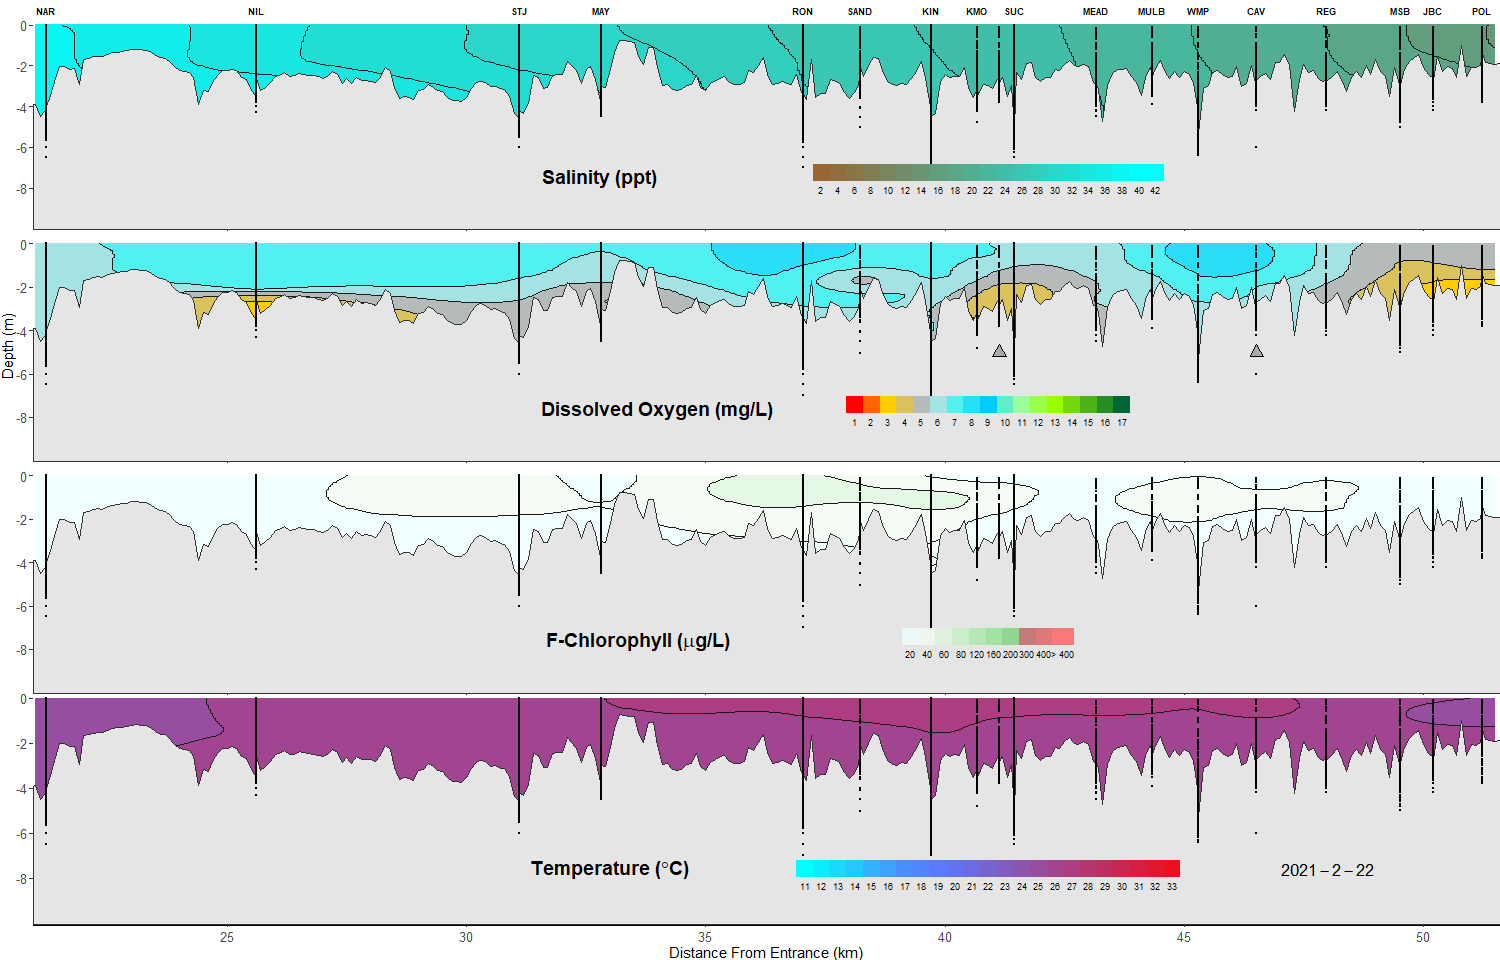 NAR NIL STJ MAY RON SAND KIN KMO SUC MEAD MULB WMP CAV REG MSB JBC POL
0
-2
-4
-6
-8
Salinity (ppt)
2 4 6 8 10 12 14 16 18 20 22 24 26 28 30 32 34 36 38 40 42
0
-2
-4
-6
-8
Dissolved Oxygen (mg/L)
1 2 3 4 5 6 7 8 9 10 11 12 13 14 15 16 17
Depth (m)
0
-2
-4
-6
-8
F-Chlorophyll (μg/L)
20 40 60 80 120 160 200 300 400 > 400
0
-2
-4
-6
-8
Temperature (°C)
11 12 13 14 15 16 17 18 19 20 21 22 23 24 25 26 27 28 29 30 31 32 33
2021 – 2 – 22
25 30 35 40 45 50
Distance From Entrance (km)